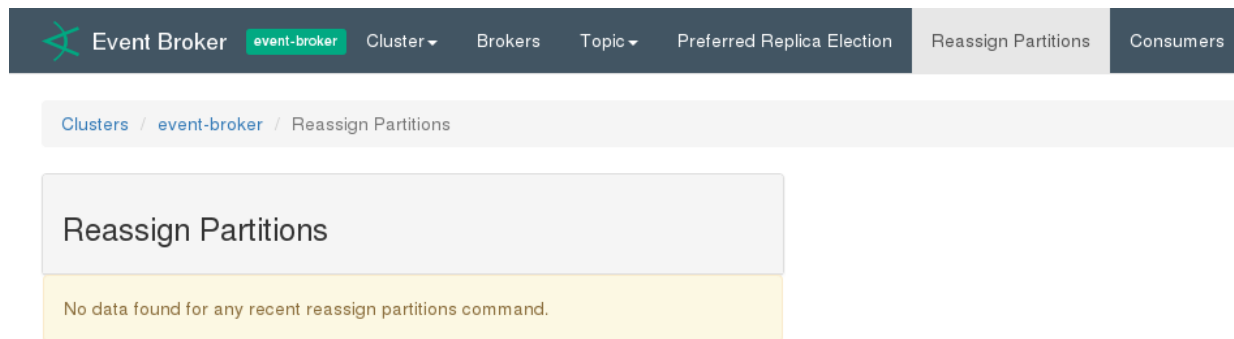 Event Broker event-broker Cluster Brokers Topic Preferred Replica Election Reassign Partitions Consumers
Clusters / event-broker / Reassign Partitions
Reassign Partitions
No data found for any recent reassign partitions command.